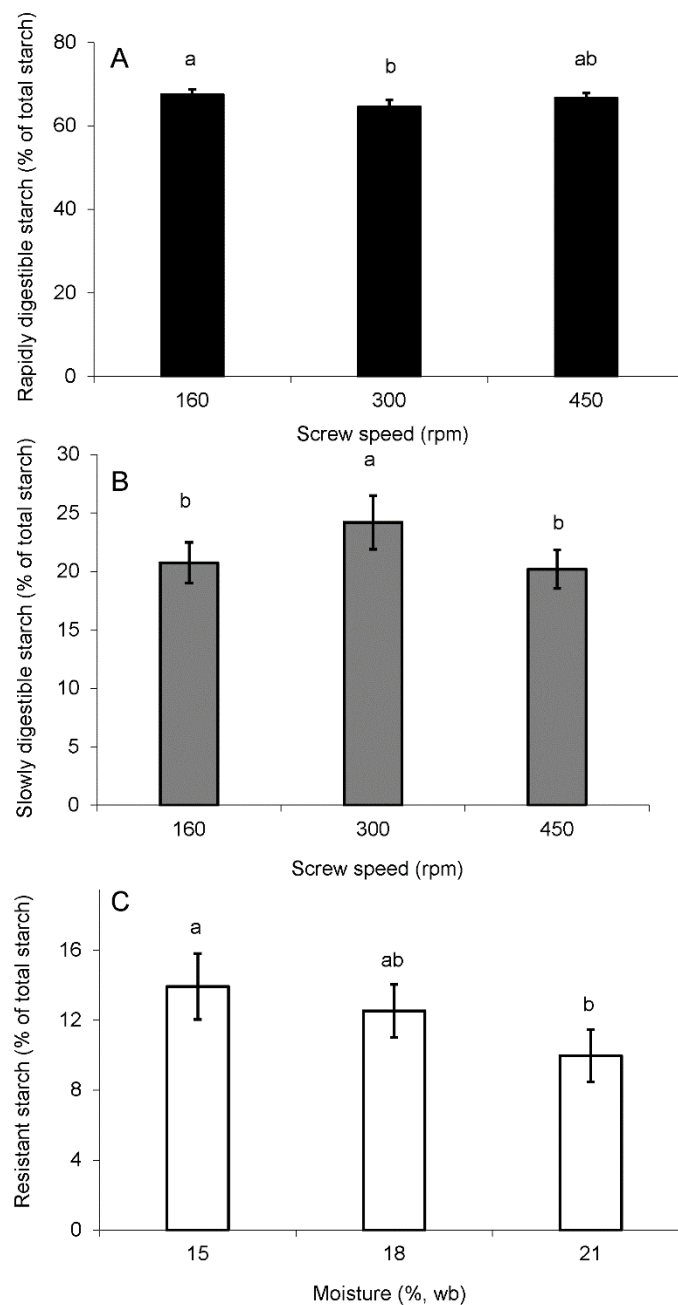 A
Rapidly digestible starch (% of total starch)
80
60
40
20
0
a
b
ab
160 300 450
Screw speed (rpm)
B
Slowly digestible starch (% of total starch)
30
25
20
15
10
5
0
b
a
b
160 300 450
Screw speed (rpm)
C
Resistant starch (% of total starch)
16
12
8
4
0
a
ab
b
15 18 21
Moisture (%, wb)